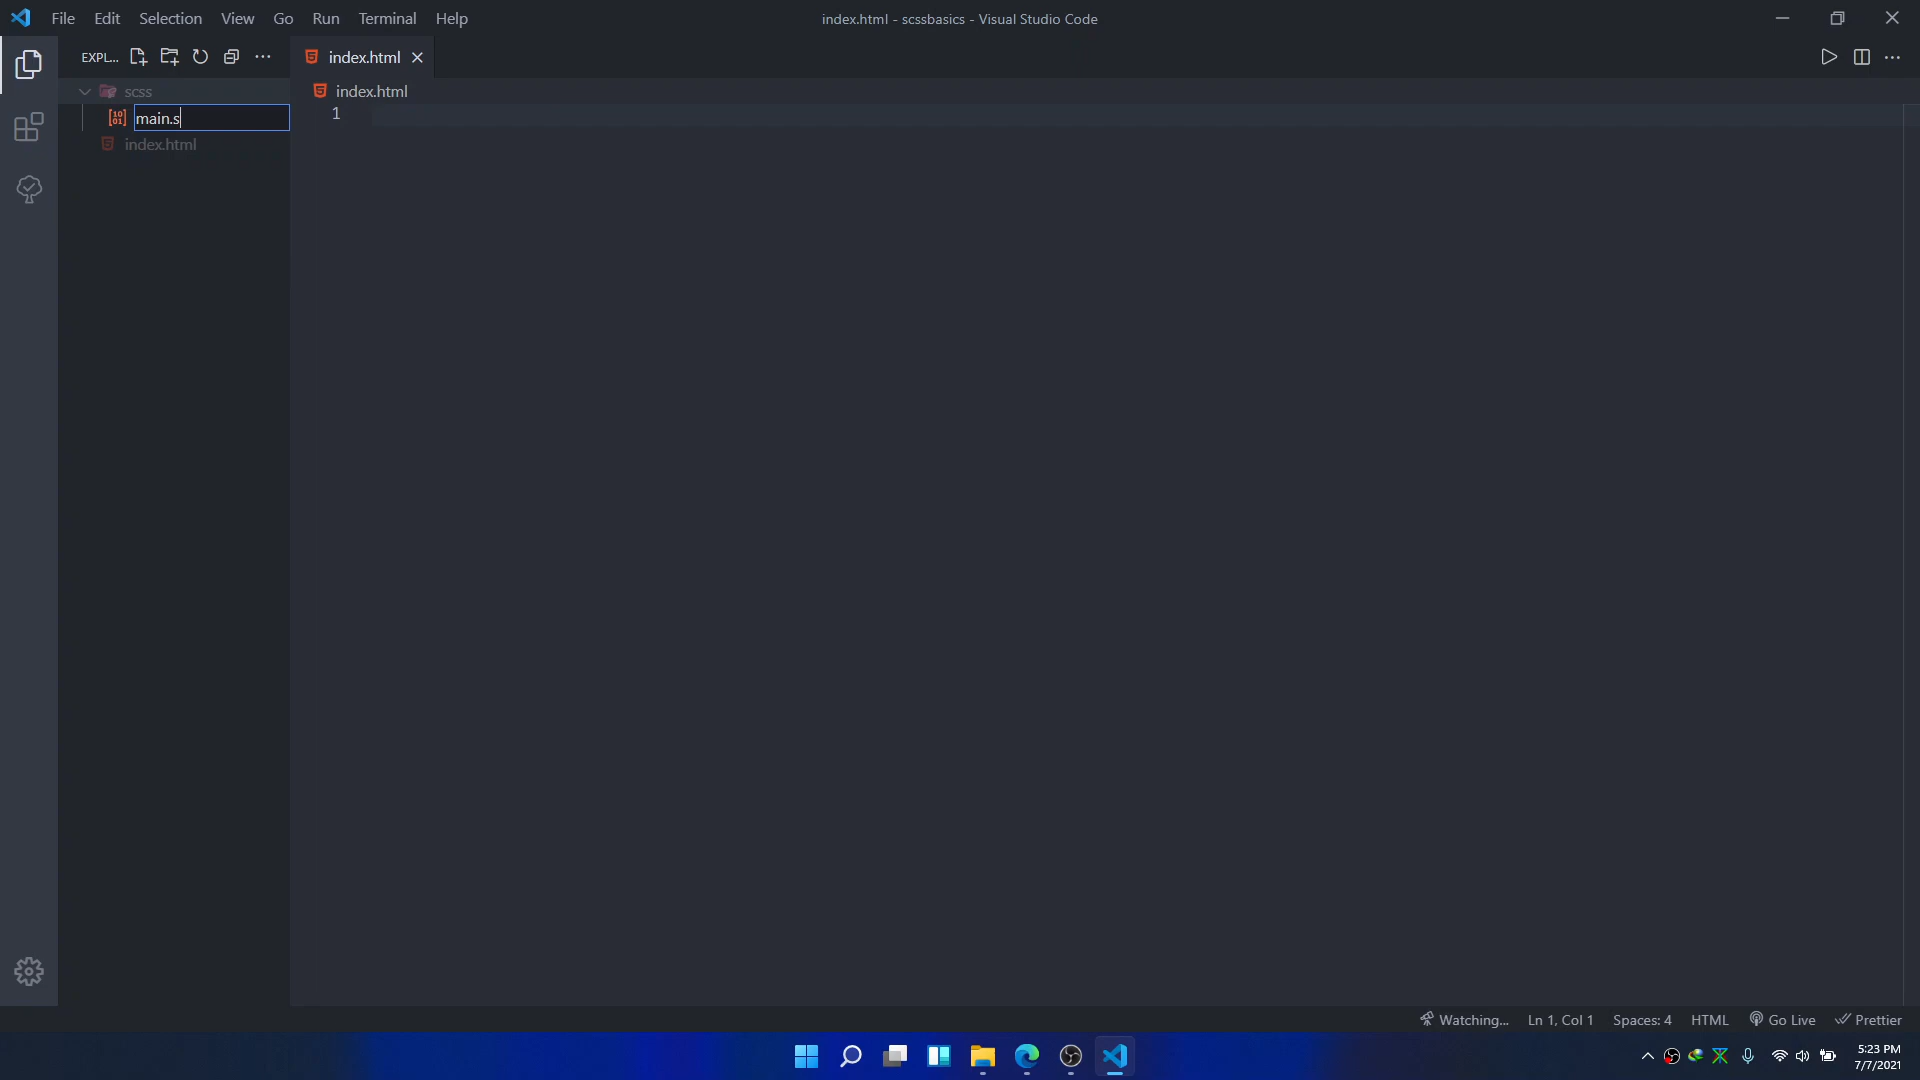 File Edit Selection View Go Run Terminal Help
index.html - scssbasics - Visual Studio Code
EXPL...
index.html
scss
index.html
main.s
1
index.html
Watching... Ln 1, Col 1 Spaces: 4 HTML Go Live Prettier
5:23 PM
7/7/2021